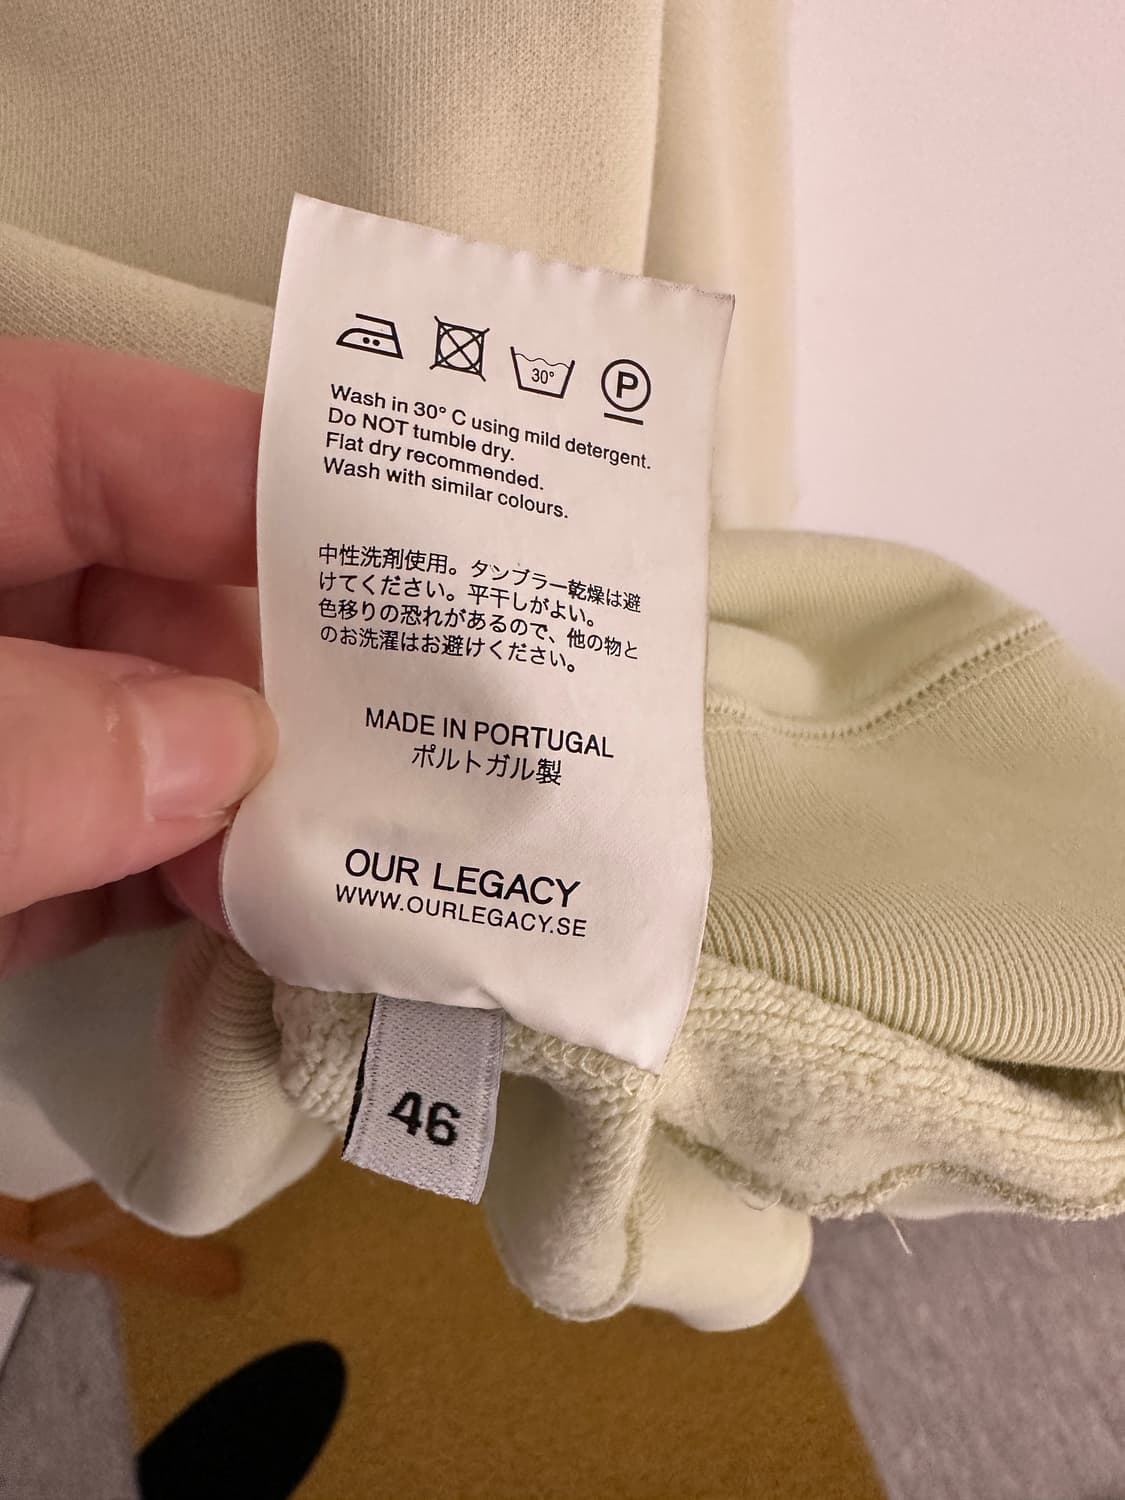 30°
P
Wash in 30° C using mild detergent.
Do NOT tumble dry.
Flat dry recommended.
Wash with similar colours.
中性洗剤使用。タンブラー乾燥は避
けてください。平干しがよい。
色移りの恐れがあるので、他の物と
のお洗濯はお避けください。
MADE IN PORTUGAL
ポルトガル製
OUR LEGACY
WWW.OURLEGACY.SE
46